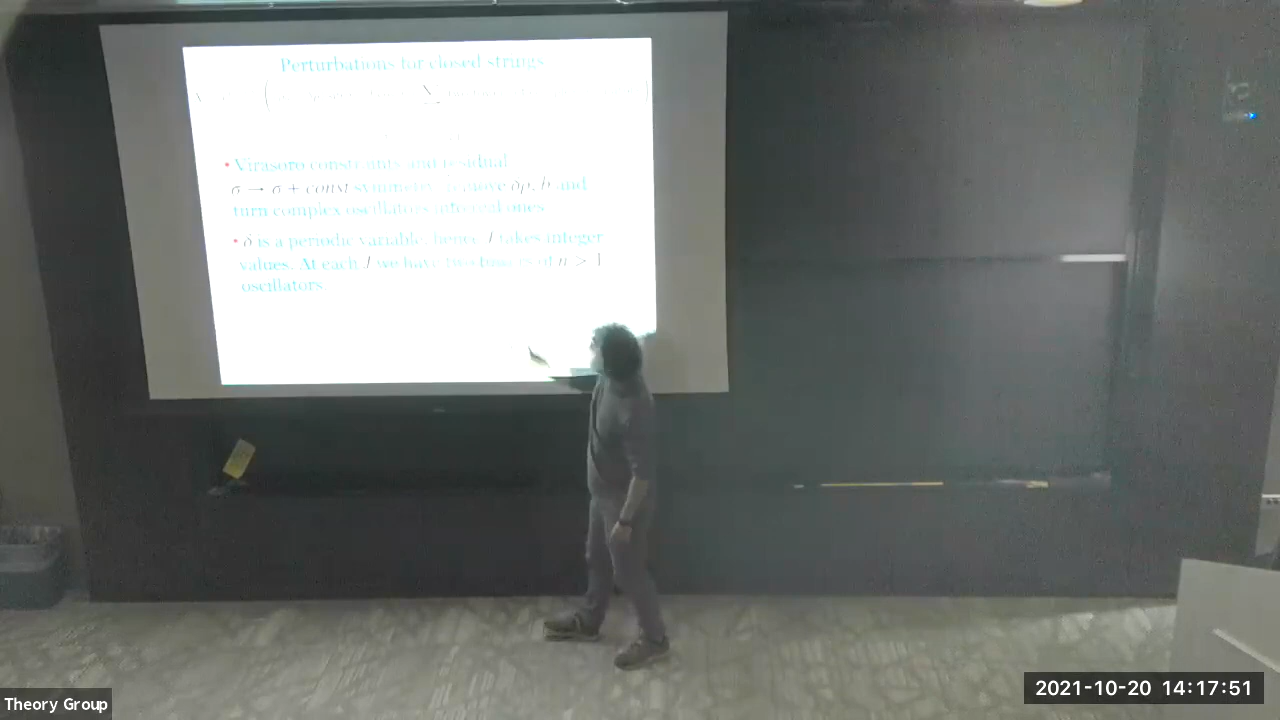 Perturbations for closed strings
• Virasoro constraints and residual
σ → σ + const symmetry remove δρ, b and
turn complex oscillators into real ones
• δ is a periodic variable, hence J takes integer
values. At each J we have two towers of n > 1
oscillators
Theory Group
2021-10-20 14:17:51